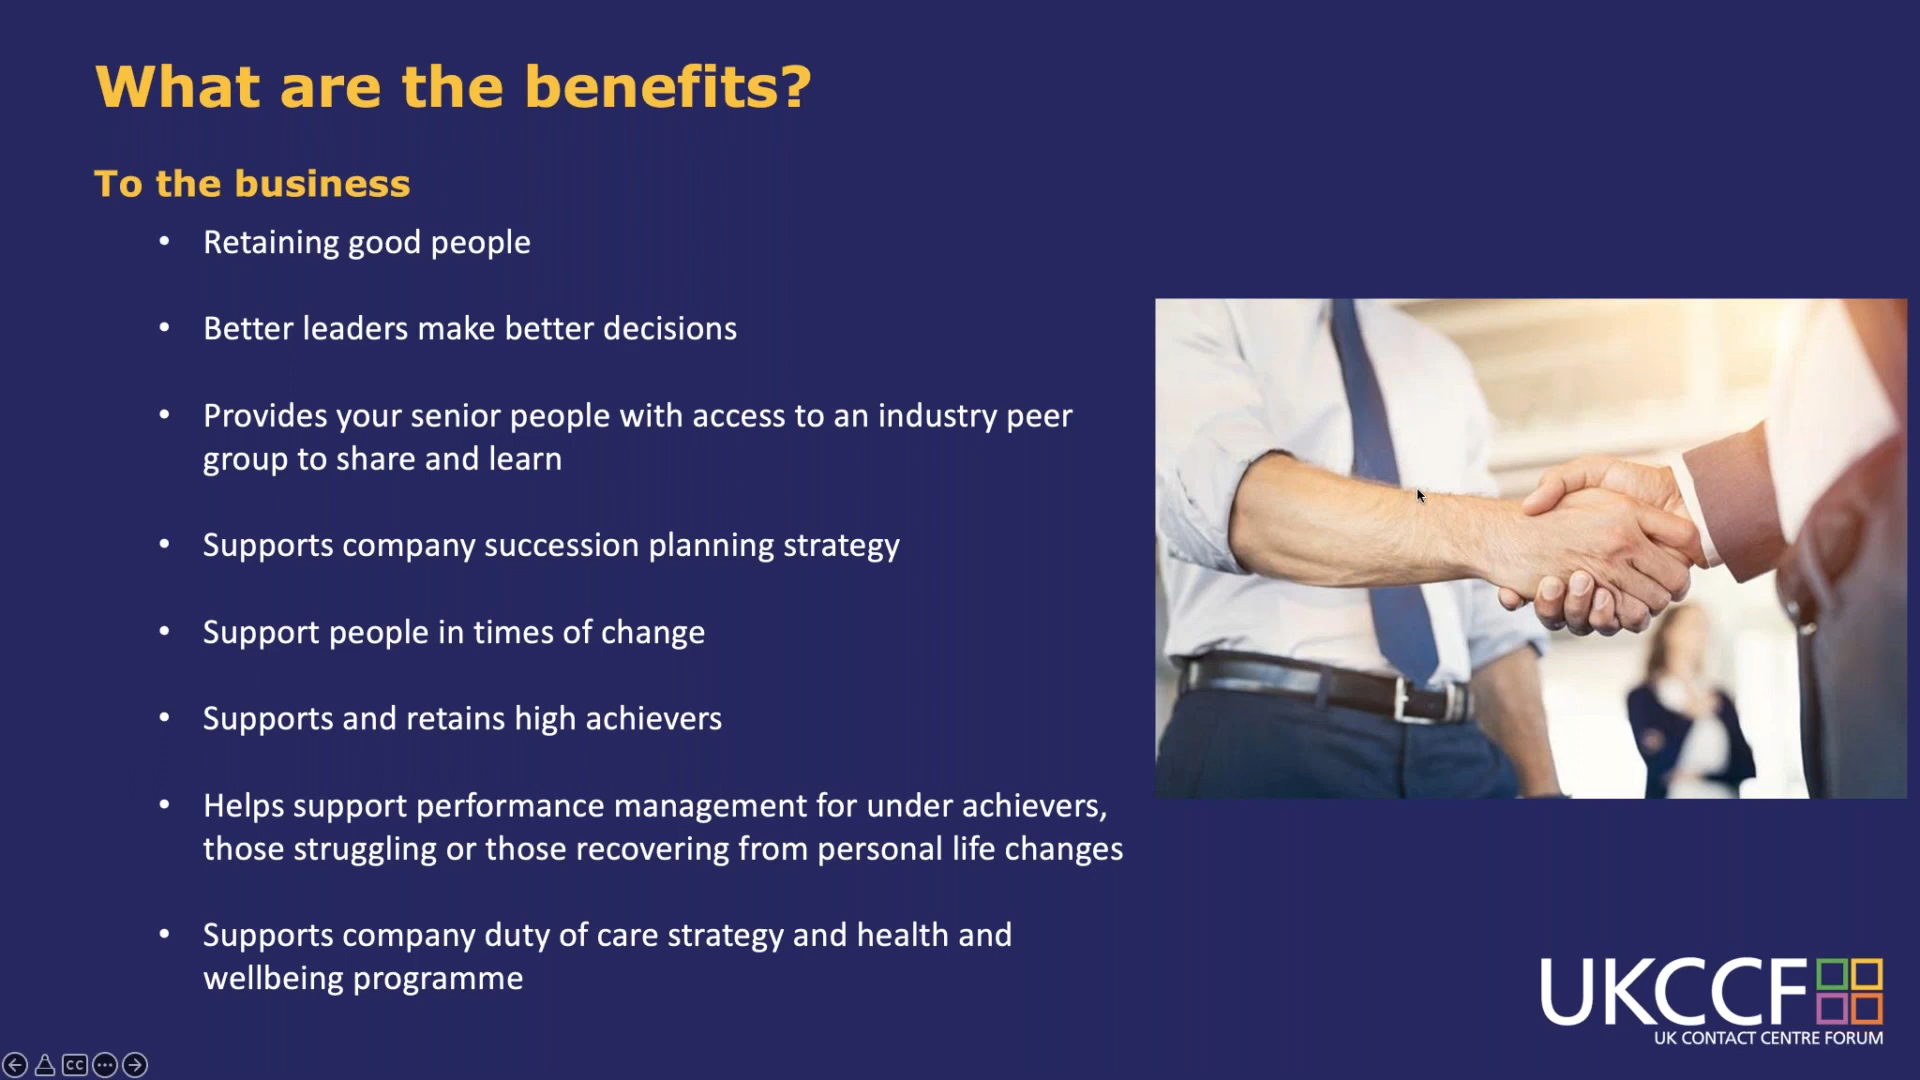 What are the benefits?
To the business
• Retaining good people
• Better leaders make better decisions
• Provides your senior people with access to an industry peer
group to share and learn
• Supports company succession planning strategy
• Support people in times of change
• Supports and retains high achievers
• Helps support performance management for under achievers,
those struggling or those recovering from personal life changes
• Supports company duty of care strategy and health and
wellbeing programme
UKCCF
UK CONTACT CENTRE FORUM
CC